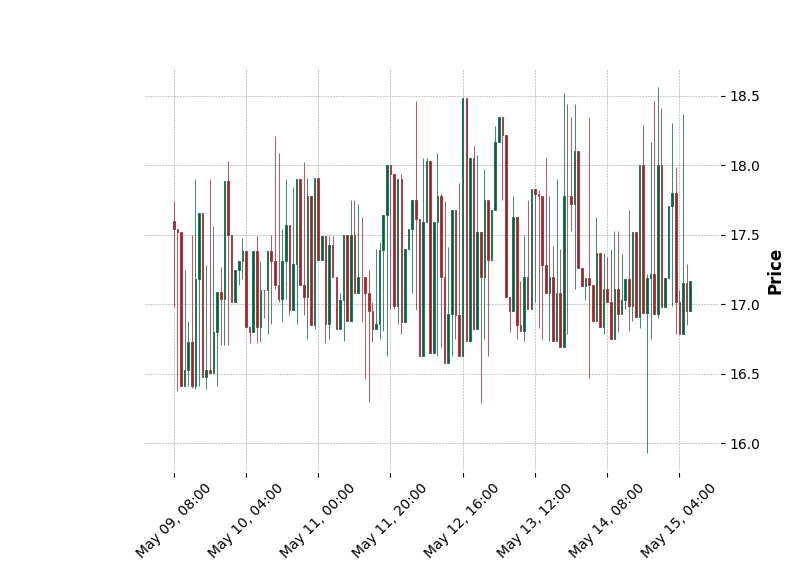 18.5
18.0
17.5
17.0
16.5
16.0
Price
May 09, 08:00
May 10, 04:00
May 11, 00:00
May 11, 20:00
May 12, 16:00
May 13, 12:00
May 14, 08:00
May 15, 04:00